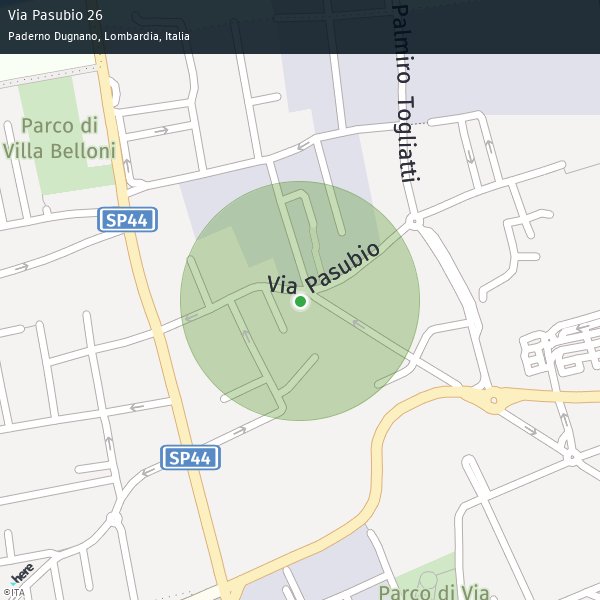 Via Pasubio 26
Paderno Dugnano, Lombardia, Italia
Palmiro Togliatti
Parco di
Villa Belloni
SP44
Via Pasubio
SP44
Parco di Via
here
©ITA